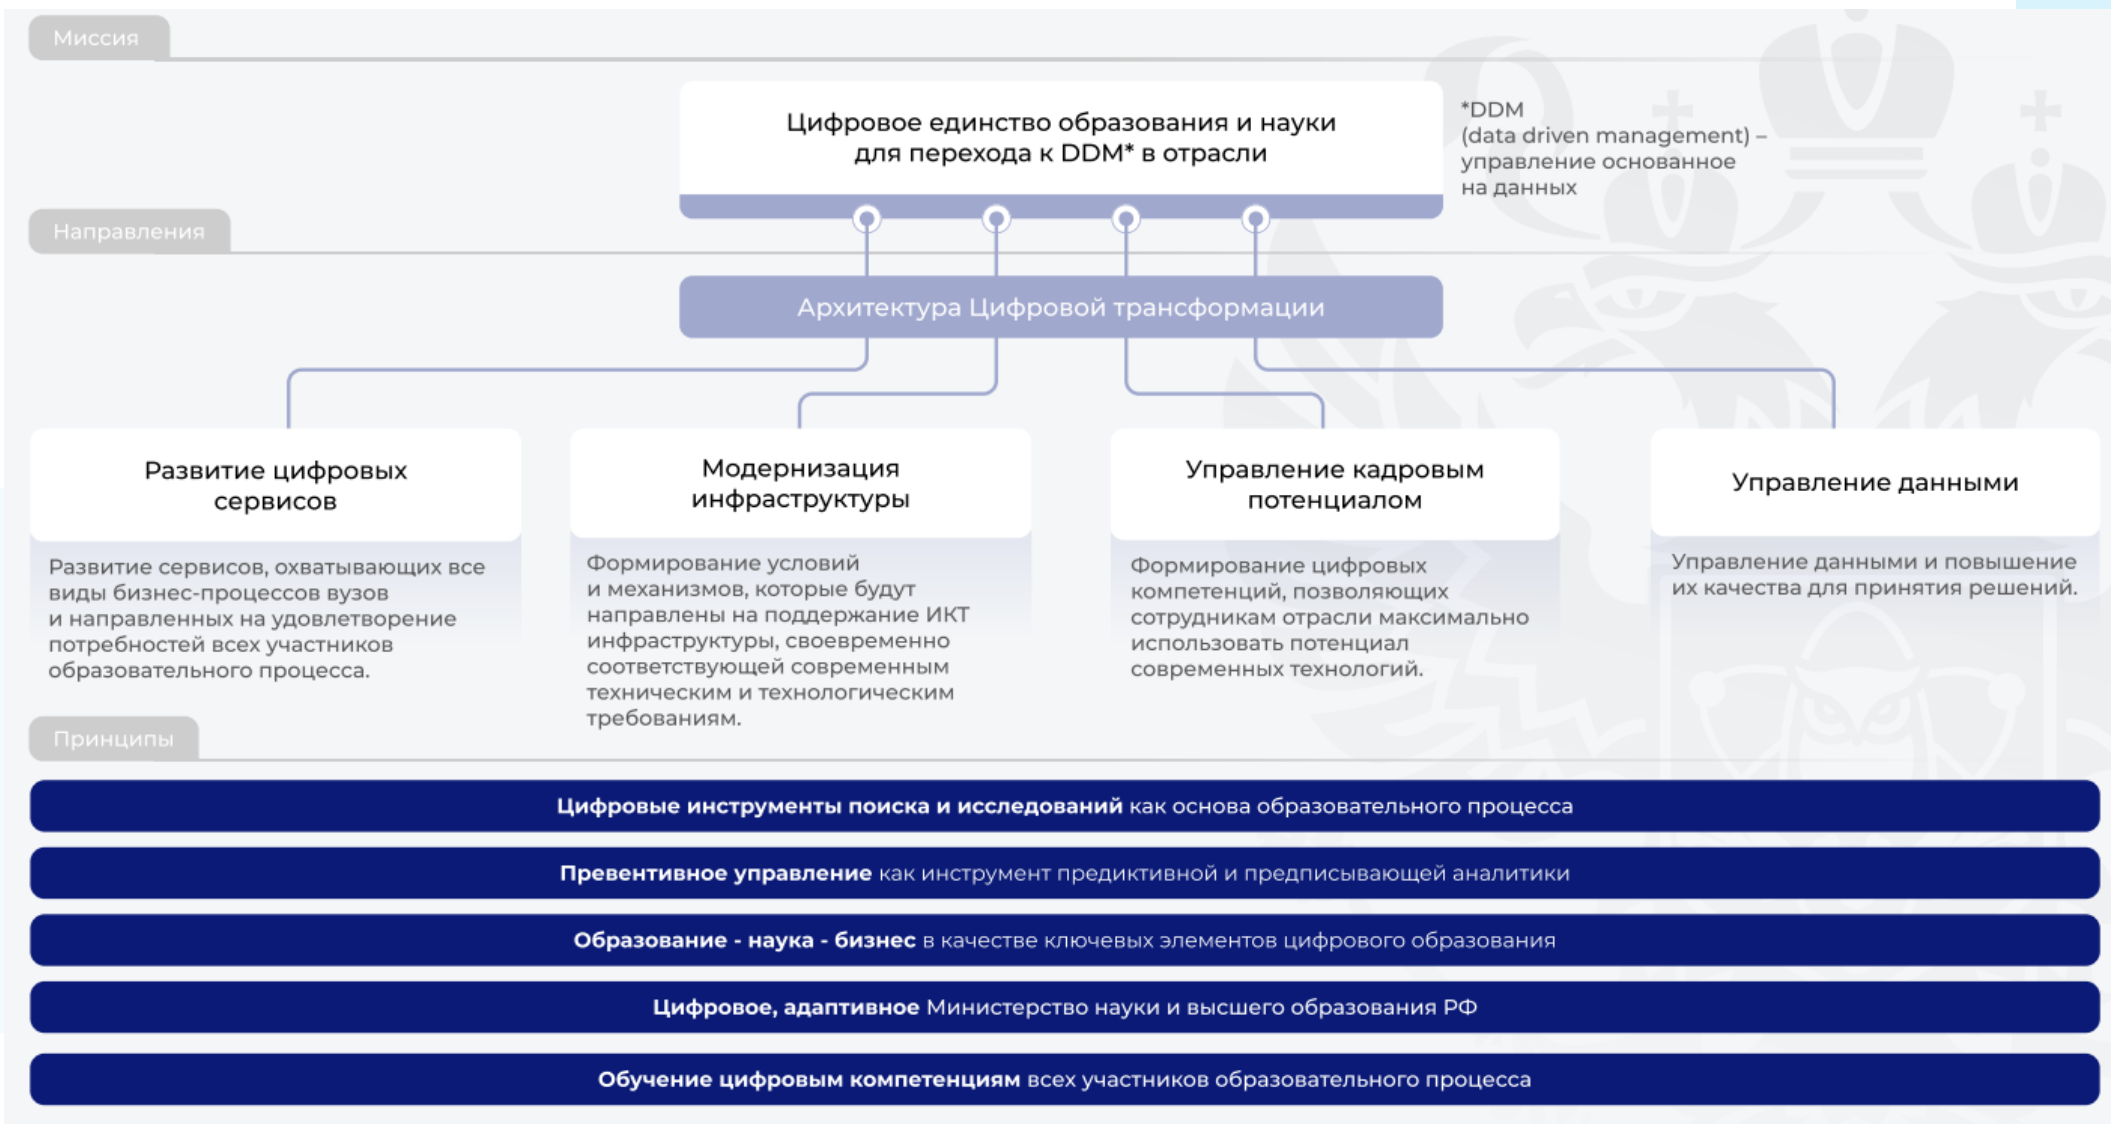 Миссия
Цифровое единство образования и науки
для перехода к DDM* в отрасли
*DDM
(data driven management) –
управление основанное
на данных
Направления
Архитектура Цифровой трансформации
Развитие цифровых
сервисов
Развитие сервисов, охватывающих все
виды бизнес-процессов вузов
и направленных на удовлетворение
потребностей всех участников
образовательного процесса.
Модернизация
инфраструктуры
Формирование условий
и механизмов, которые будут
направлены на поддержание ИКТ
инфраструктуры, своевременно
соответствующей современным
техническим и технологическим
требованиям.
Управление кадровым
потенциалом
Формирование цифровых
компетенций, позволяющих
сотрудникам отрасли максимально
использовать потенциал
современных технологий.
Управление данными
Управление данными и повышение
их качества для принятия решений.
Принципы
Цифровые инструменты поиска и исследований как основа образовательного процесса
Превентивное управление как инструмент предиктивной и предписывающей аналитики
Образование - наука - бизнес в качестве ключевых элементов цифрового образования
Цифровое, адаптивное Министерство науки и высшего образования РФ
Обучение цифровым компетенциям всех участников образовательного процесса